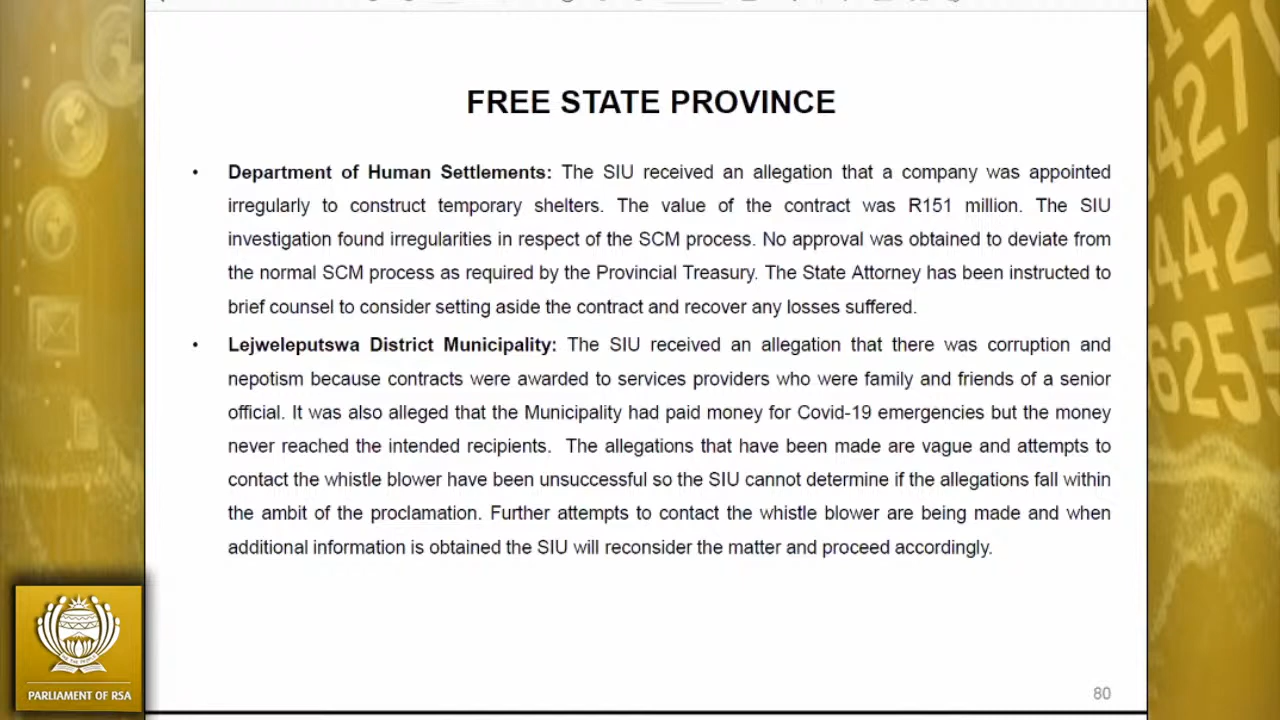 FREE STATE PROVINCE
• Department of Human Settlements: The SIU received an allegation that a company was appointed
irregularly to construct temporary shelters. The value of the contract was R151 million. The SIU
investigation found irregularities in respect of the SCM process. No approval was obtained to deviate from
the normal SCM process as required by the Provincial Treasury. The State Attorney has been instructed to
brief counsel to consider setting aside the contract and recover any losses suffered.
• Lejweleputswa District Municipality: The SIU received an allegation that there was corruption and
nepotism because contracts were awarded to services providers who were family and friends of a senior
official. It was also alleged that the Municipality had paid money for Covid-19 emergencies but the money
never reached the intended recipients. The allegations that have been made are vague and attempts to
contact the whistle blower have been unsuccessful so the SIU cannot determine if the allegations fall within
the ambit of the proclamation. Further attempts to contact the whistle blower are being made and when
additional information is obtained the SIU will reconsider the matter and proceed accordingly.
PARLIAMENT OF RSA
80